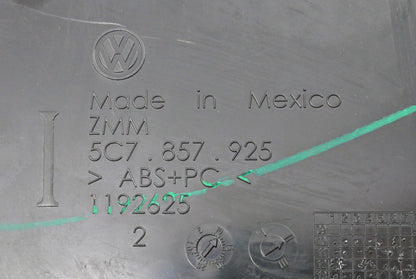 Made in Mexico
ZMM
5C7.857.925
> ABS+PC <
1192625
2